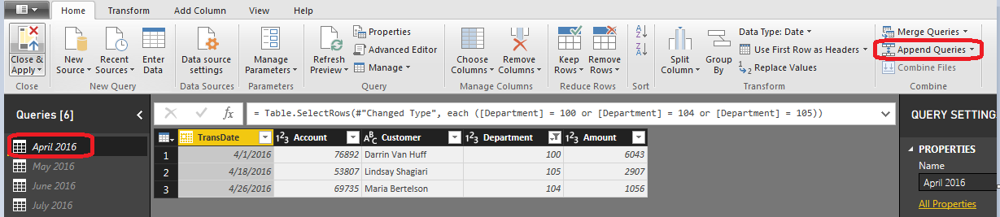 Home Transform Add Column View Help
Close & Apply New Source Recent Sources Enter Data Data source settings Manage Parameters Refresh Preview Properties Advanced Editor Manage Choose Columns Remove Columns Keep Rows Remove Rows Split Column Group By Data Type: Date Use First Row as Headers Replace Values Merge Queries Append Queries Combine Files
Close New Query Data Sources Parameters Query Manage Columns Reduce Rows Sort Transform Combine
Queries [6] = Table.SelectRows(#"Changed Type", each ([Department] = 100 or [Department] = 104 or [Department] = 105)) QUERY SETTING
TransDate Account Customer Department Amount
April 2016 1 4/1/2016 76892 Darrin Van Huff 100 6043 PROPERTIES
May 2016 2 4/18/2016 53807 Lindsay Shagiari 105 2907 Name
June 2016 3 4/26/2016 69735 Maria Bertelson 104 1056 April 2016
July 2016 All Properties